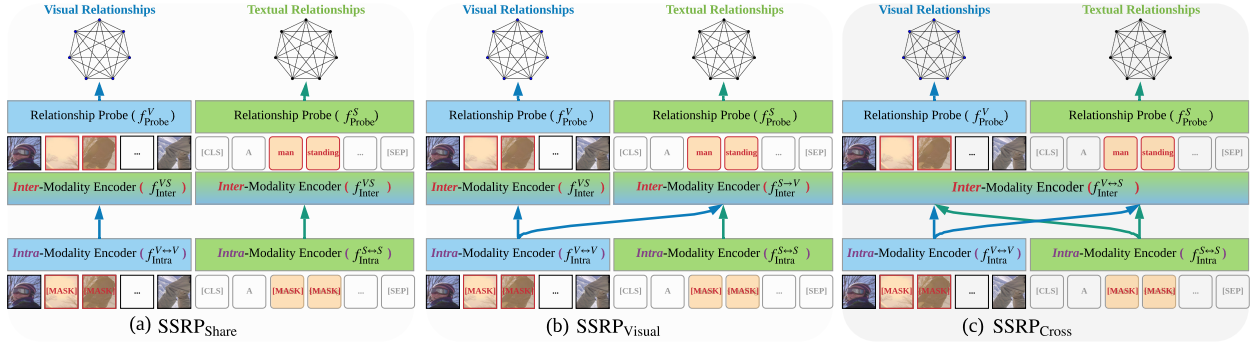 Visual Relationships Textual Relationships
Relationship Probe ( f^V_Probe ) Relationship Probe ( f^S_Probe )
... [CLS] A man standing ... [SEP]
Inter-Modality Encoder ( f^VS_Inter ) Inter-Modality Encoder ( f^VS_Inter )
Intra-Modality Encoder ( f^V↔V_Intra ) Intra-Modality Encoder ( f^S↔S_Intra )
[MASK] [MASK] ... [CLS] A [MASK] [MASK] ... [SEP]
(a) SSRP_Share
Visual Relationships Textual Relationships
Relationship Probe ( f^V_Probe ) Relationship Probe ( f^S_Probe )
... [CLS] A man standing ... [SEP]
Inter-Modality Encoder ( f^VS_Inter ) Inter-Modality Encoder ( f^S→V_Inter )
Intra-Modality Encoder ( f^V↔V_Intra ) Intra-Modality Encoder ( f^S↔S_Intra )
[MASK] [MASK] ... [CLS] A [MASK] [MASK] ... [SEP]
(b) SSRP_Visual
Visual Relationships Textual Relationships
Relationship Probe ( f^V_Probe ) Relationship Probe ( f^S_Probe )
... [CLS] A man standing ... [SEP]
Inter-Modality Encoder ( f^V↔S_Inter )
Intra-Modality Encoder ( f^V↔V_Intra ) Intra-Modality Encoder ( f^S↔S_Intra )
[MASK] [MASK] ... [CLS] A [MASK] [MASK] ... [SEP]
(c) SSRP_Cross